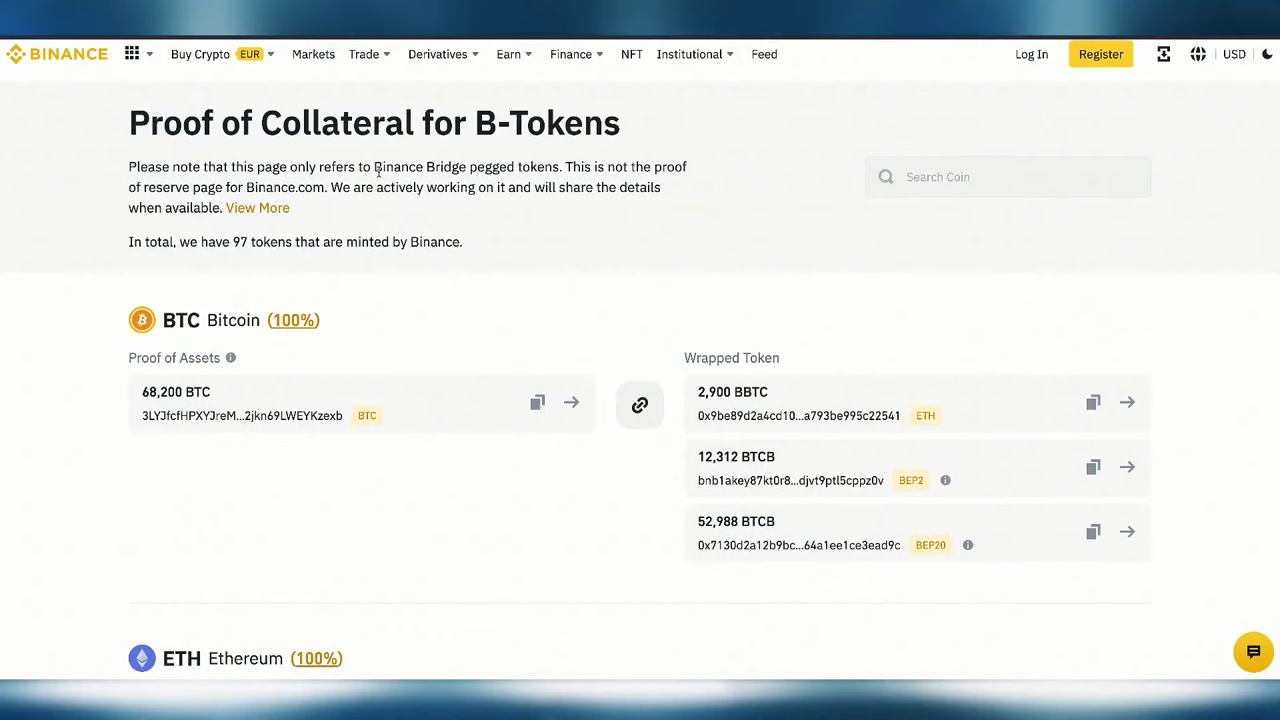 BINANCE
Buy Crypto EUR Markets Trade Derivatives Earn Finance NFT Institutional Feed Log In Register USD
Proof of Collateral for B-Tokens
Please note that this page only refers to Binance Bridge pegged tokens. This is not the proof
of reserve page for Binance.com. We are actively working on it and will share the details
when available. View More
Search Coin
In total, we have 97 tokens that are minted by Binance.
BTC Bitcoin (100%)
Proof of Assets
68,200 BTC
3LYJfcfHPXYJreM...2jkn69LWEYKzexb BTC
Wrapped Token
2,900 BBTC
0x9be89d2a4cd10...a793be995c22541 ETH
12,312 BTCB
bnb1akey87kt0r8...djvt9ptl5cppz0v BEP2
52,988 BTCB
0x7130d2a12b9bc...64a1ee1ce3ead9c BEP20
ETH Ethereum (100%)